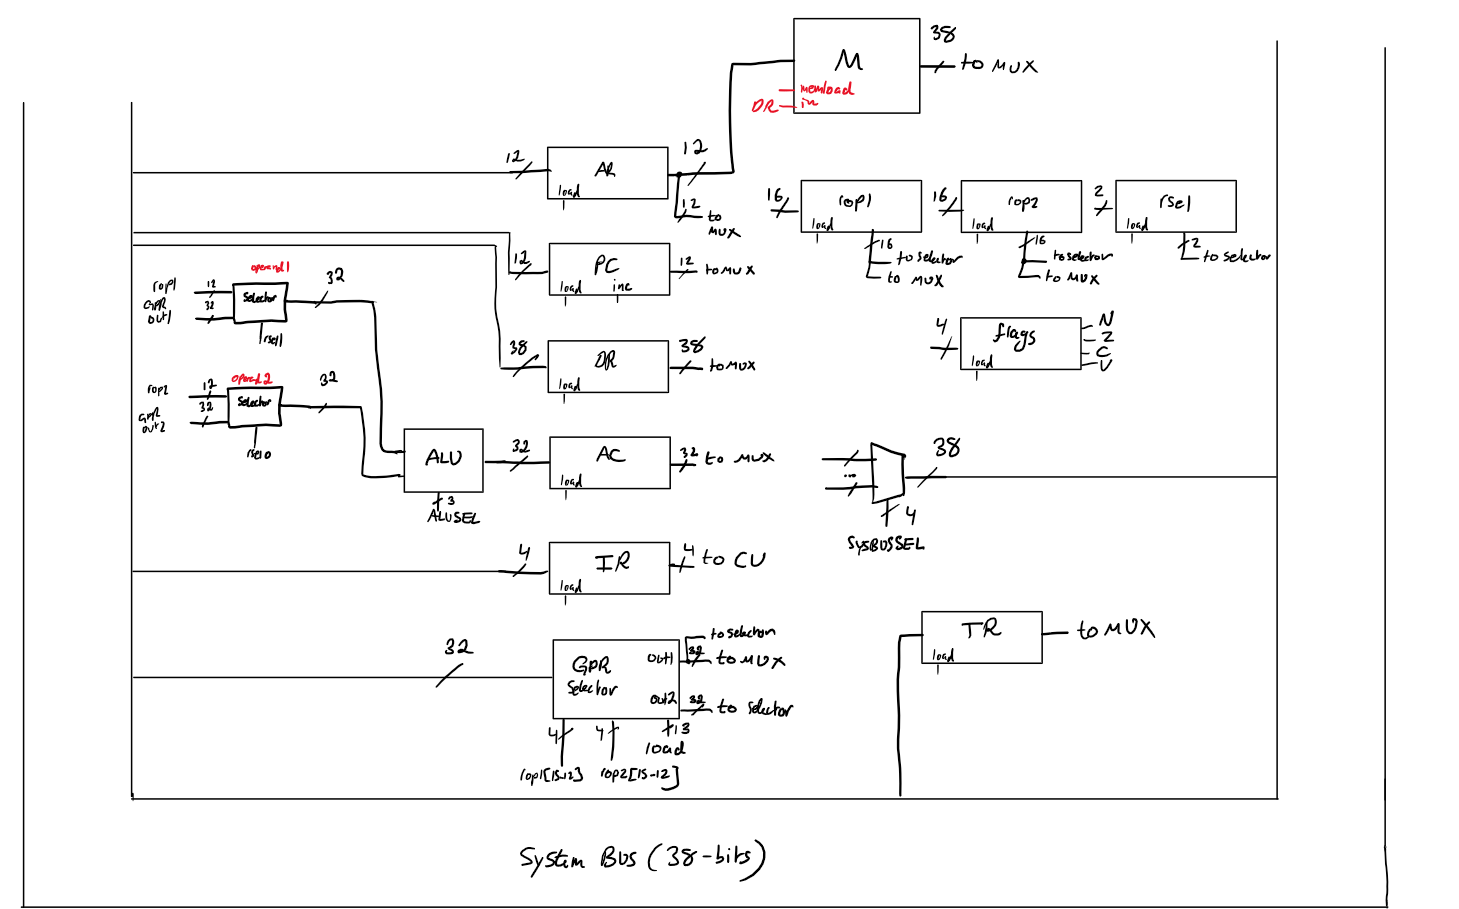 38
M
to MUX
memload
DR
in
12
AR
12
load
12
to
MUX
16
rop1
load
16
to selector
to MUX
16
rop2
load
16
to selector
to MUX
2
rsel
load
2
to selector
12
PC
load
inc
12
to MUX
operand1
rop1
12
GPR
out1
32
Selector
32
rsel1
38
DR
load
38
to MUX
4
flags
load
N
Z
C
V
operand2
rop2
12
GPR
out2
32
Selector
32
rsel0
ALU
3
ALUSEL
32
AC
load
32
to MUX
...
38
4
SYSBUSSEL
4
IR
load
4
to CU
32
GPR
Selector
out1
out2
to selector
32
to MUX
32
to selector
4
4
13
load
rop1[15-12]
rop2[15-12]
TR
load
to MUX
System Bus (38-bits)